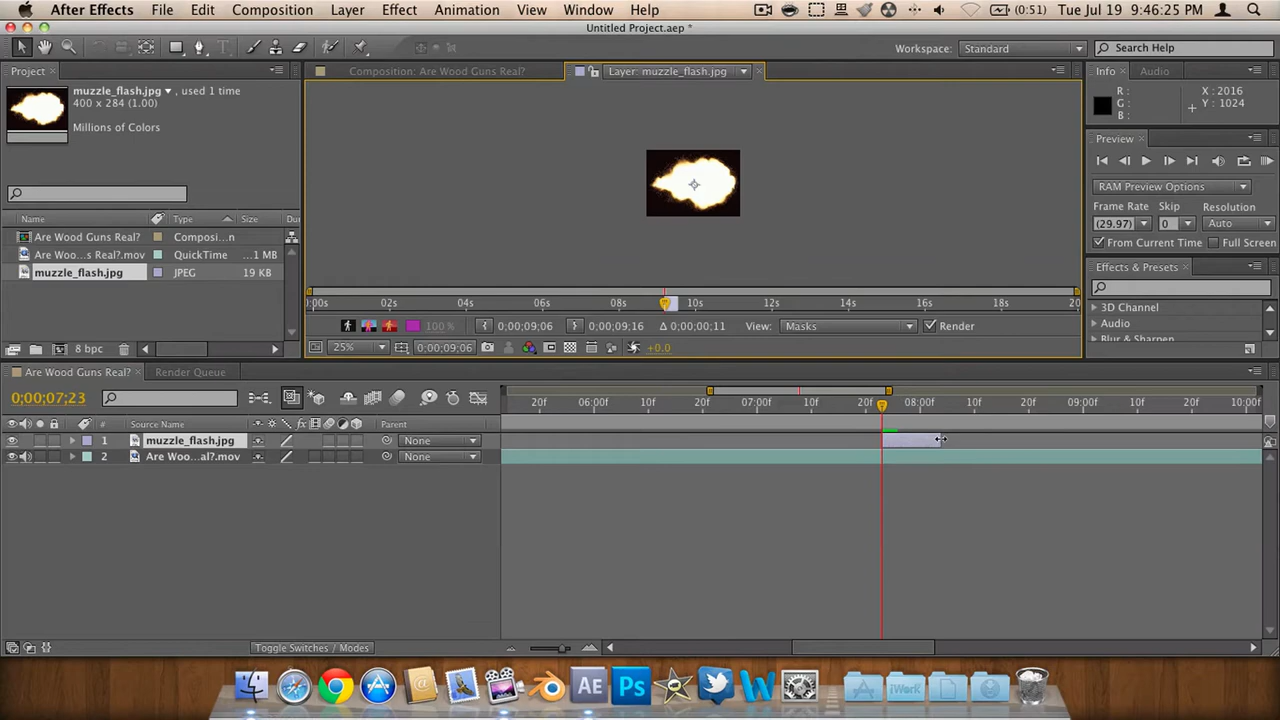 After Effects File Edit Composition Layer Effect Animation View Window Help (0:51) Tue Jul 19 9:46:25 PM
Untitled Project.aep *
Workspace: Standard Search Help
Project
Composition: Are Wood Guns Real?
Layer: muzzle_flash.jpg
Info Audio
muzzle_flash.jpg , used 1 time
400 x 284 (1.00)
Millions of Colors
R : X : 2016
G : Y : 1024
B :
Preview
RAM Preview Options
Frame Rate Skip Resolution
(29.97) 0 Auto
From Current Time Full Screen
Name Type Size Du
Are Wood Guns Real? Composi...n
Are Woo...s Real?.mov QuickTime ...1 MB
muzzle_flash.jpg JPEG 19 KB
Effects & Presets
3D Channel
Audio
Blur & Sharpen
):00s 02s 04s 06s 08s 10s 12s 14s 16s 18s 20
100 % 0;00;09;06 0;00;09;16 Δ 0;00;00;11 View: Masks Render
8 bpc
25% 0;00;09;06 +0.0
Are Wood Guns Real? Render Queue
0;00;07;23
20f 06:00f 10f 20f 07:00f 10f 20f 08:00f 10f 20f 09:00f 10f 20f 10:00f
# Source Name Parent
1 muzzle_flash.jpg None
2 Are Woo...al?.mov None
Toggle Switches / Modes
iWork
AE Ps